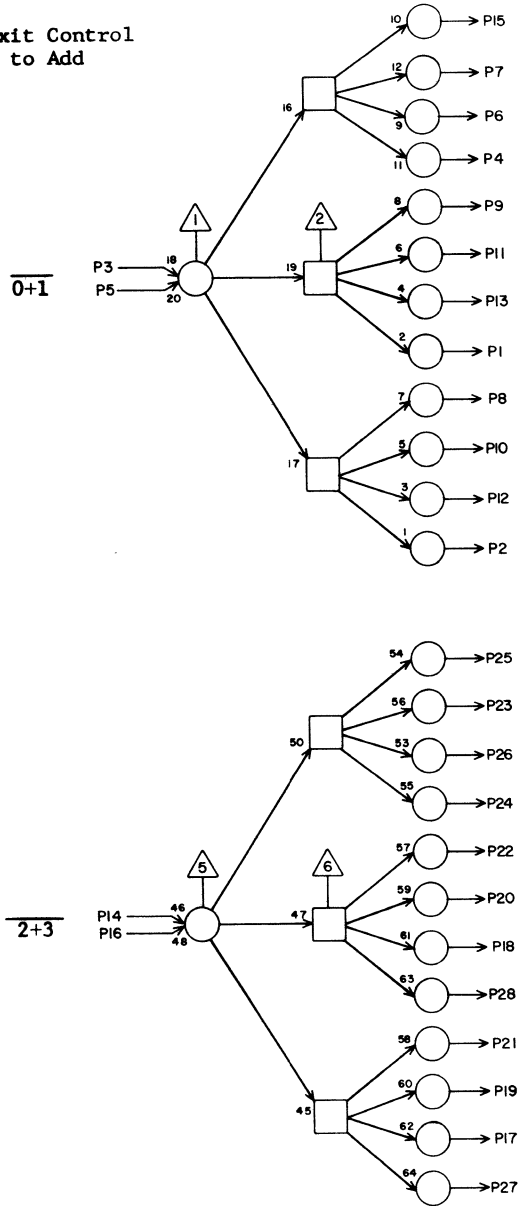 xit Control
to Add
10 P15
12 P7
16
9 P6
11 P4
1
2
8 P9
P3 18
19
6 P11
0+1
P5 20
4 P13
2 P1
7 P8
17
5 P10
3 P12
1 P2
54 P25
56 P23
50
53 P26
55 P24
5
6
57 P22
P14 46
47
59 P20
2+3
P16 48
61 P18
63 P28
58 P21
45
60 P19
62 P17
64 P27